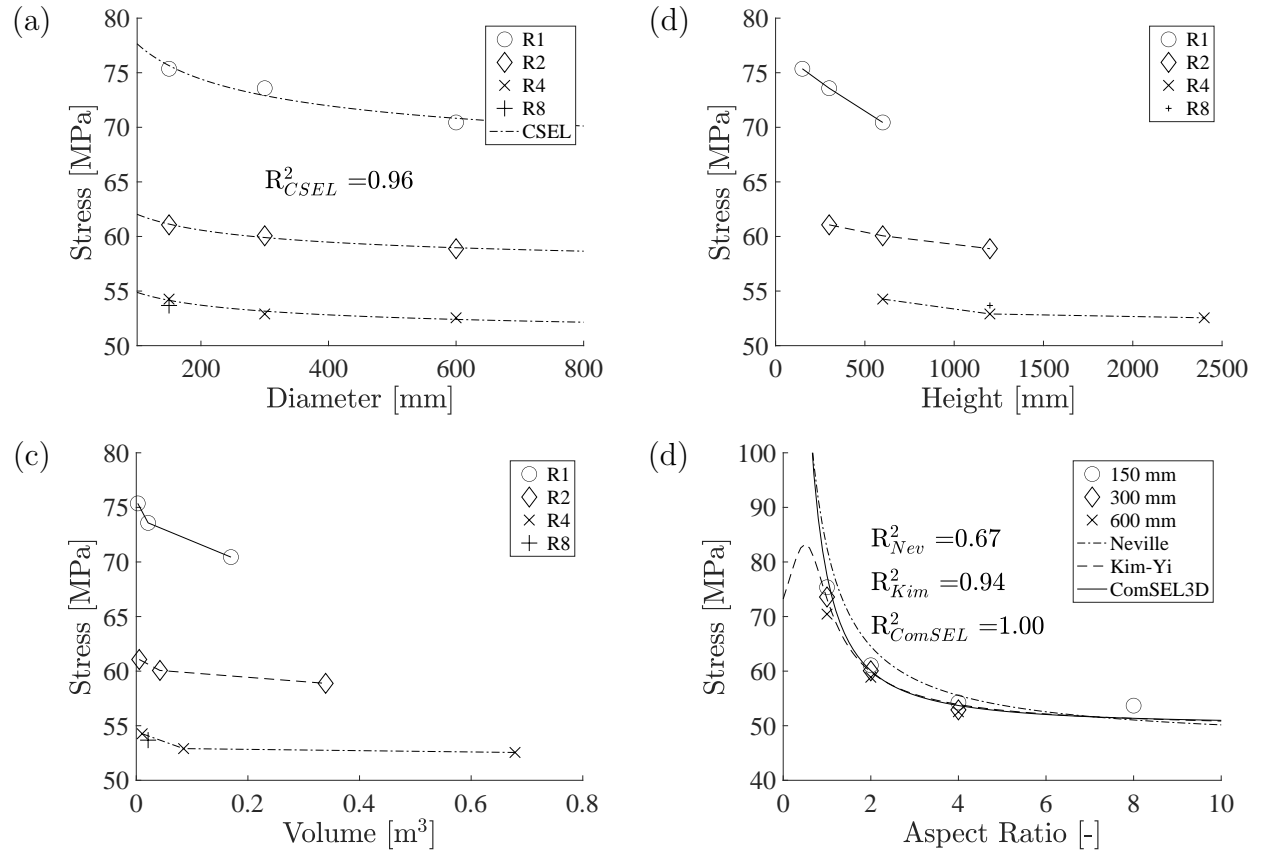 (a)
80
75
70
65
60
55
50
Stress [MPa]
200
400
600
800
Diameter [mm]
R1
R2
R4
R8
CSEL
R²_CSEL =0.96
(d)
80
75
70
65
60
55
50
Stress [MPa]
0
500
1000
1500
2000
2500
Height [mm]
R1
R2
R4
R8
(c)
80
75
70
65
60
55
50
Stress [MPa]
0
0.2
0.4
0.6
0.8
Volume [m³]
R1
R2
R4
R8
(d)
100
90
80
70
60
50
40
Stress [MPa]
0
2
4
6
8
10
Aspect Ratio [-]
150 mm
300 mm
600 mm
Neville
Kim-Yi
ComSEL3D
R²_Nev =0.67
R²_Kim =0.94
R²_ComSEL =1.00